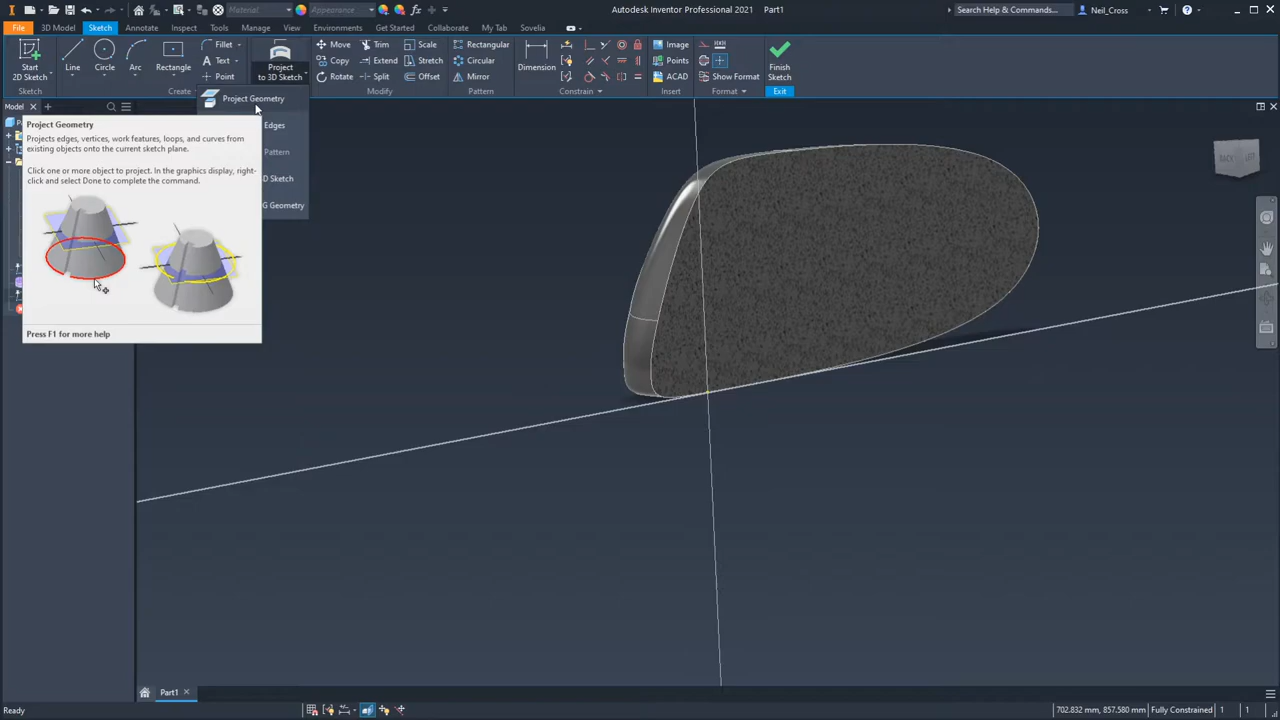 Material
Appearance
Autodesk Inventor Professional 2021
Part1
Search Help & Commands...
Neil_Cross
File
3D Model
Sketch
Annotate
Inspect
Tools
Manage
View
Environments
Get Started
Collaborate
My Tab
Sovelia
Start
2D Sketch
Line
Circle
Arc
Rectangle
Fillet
Text
Point
Project
to 3D Sketch
Move
Copy
Rotate
Trim
Extend
Split
Scale
Stretch
Offset
Rectangular
Circular
Mirror
Dimension
Image
Points
ACAD
Show Format
Finish
Sketch
Sketch
Create
Modify
Pattern
Constrain
Insert
Format
Exit
Model
Project Geometry
Edges
Pattern
D Sketch
G Geometry
Project Geometry
Projects edges, vertices, work features, loops, and curves from
existing objects onto the current sketch plane.
Click one or more object to project. In the graphics display, right-
click and select Done to complete the command.
Press F1 for more help
BACK
LEFT
Part1
Ready
702.832 mm, 857.580 mm
Fully Constrained
1
1